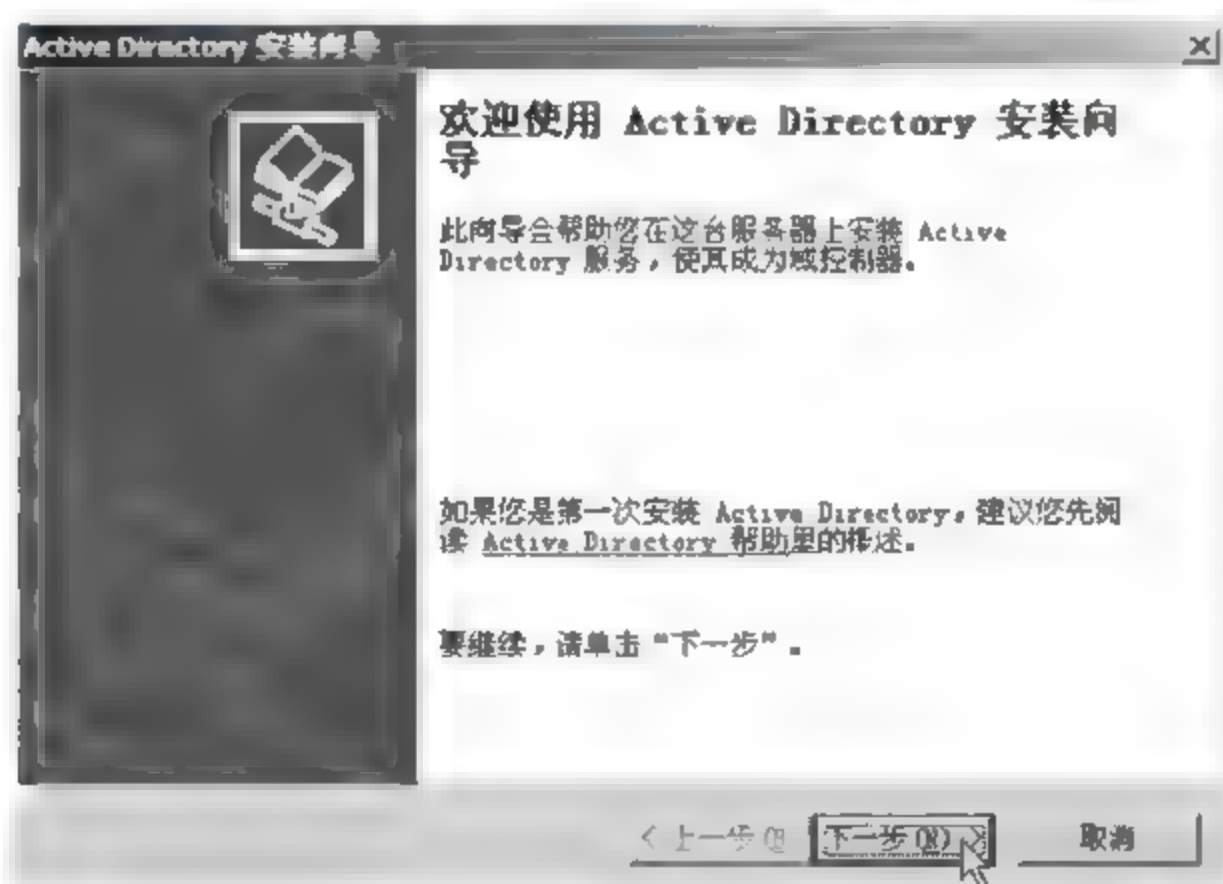 Active Directory 安装向导
欢迎使用 Active Directory 安装向
导
此向导会帮助您在这台服务器上安装 Active
Directory 服务，使其成为域控制器。
如果您是第一次安装 Active Directory，建议您先阅
读 Active Directory 帮助里的概述。
要继续，请单击“下一步”。
< 上一步(B) 下一步(N) > 取消